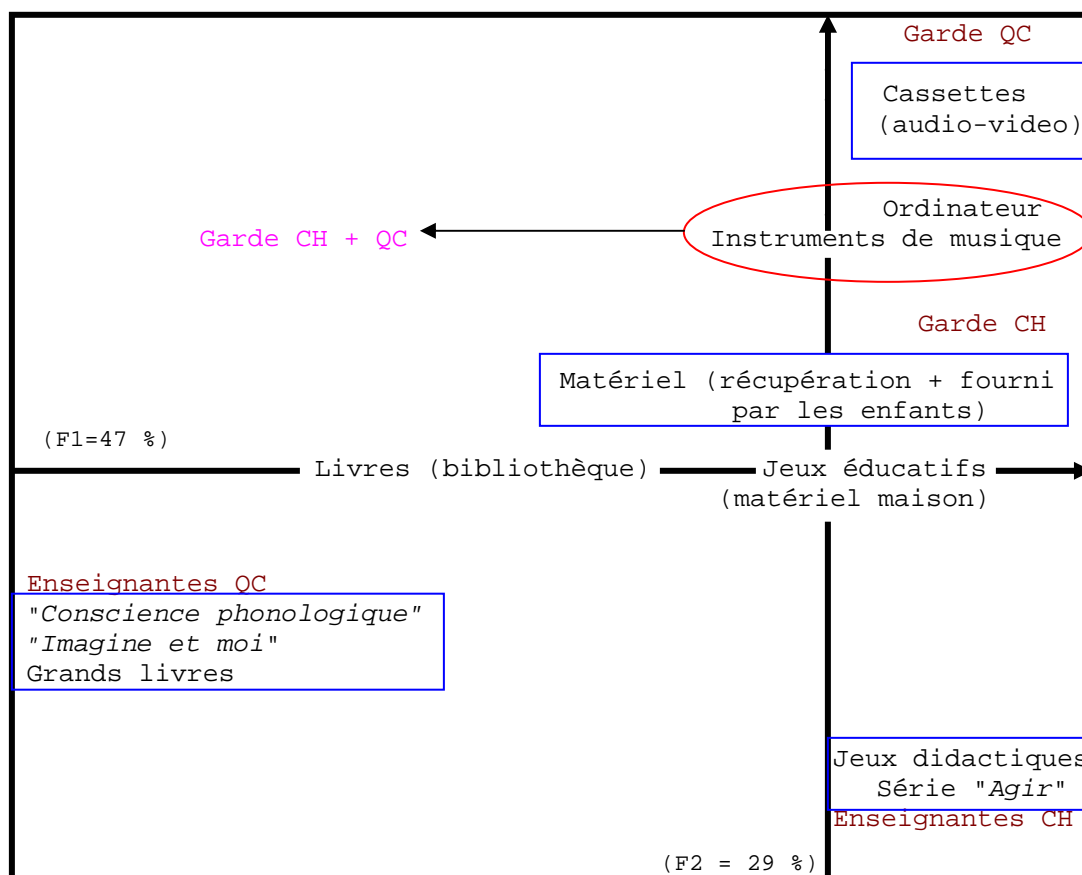 Garde QC
Cassettes
(audio-video)
Ordinateur
Garde CH + QC
Instruments de musique
Garde CH
Matériel (récupération + fourni
par les enfants)
(F1=47 %)
Livres (bibliothèque)
Jeux éducatifs
(matériel maison)
Enseignantes QC
"Conscience phonologique"
"Imagine et moi"
Grands livres
Jeux didactiques
Série "Agir"
Enseignantes CH
(F2 = 29 %)